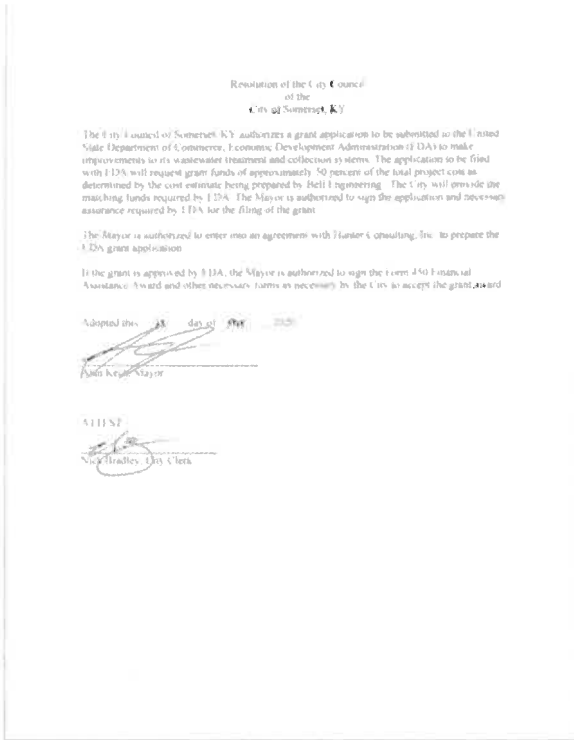 Resolution of the City Council
of the
City of Somerset, KY
The City Council of Somerset, KY authorizes a grant application to be submitted to the United
State Department of Commerce, Economic Development Administration (EDA) to make
improvements to its wastewater treatment and collection systems. The application to be filed
with EDA will request grant funds of approximately 50 percent of the total project costs as
determined by the cost estimate being prepared by Bell Engineering. The City will provide the
matching funds required by EDA. The Mayor is authorized to sign the application and necessary
assurance required by EDA for the filing of the grant.
The Mayor is authorized to enter into an agreement with Hunter Consulting, Inc. to prepare the
EDA grant application.
If the grant is approved by EDA, the Mayor is authorized to sign the Form 450 Financial
Assistance Award and other necessary forms as necessary by the City to accept the grant award.
Adopted this day of
Alan Keck, Mayor
ATTEST
Nick Bradley, City Clerk